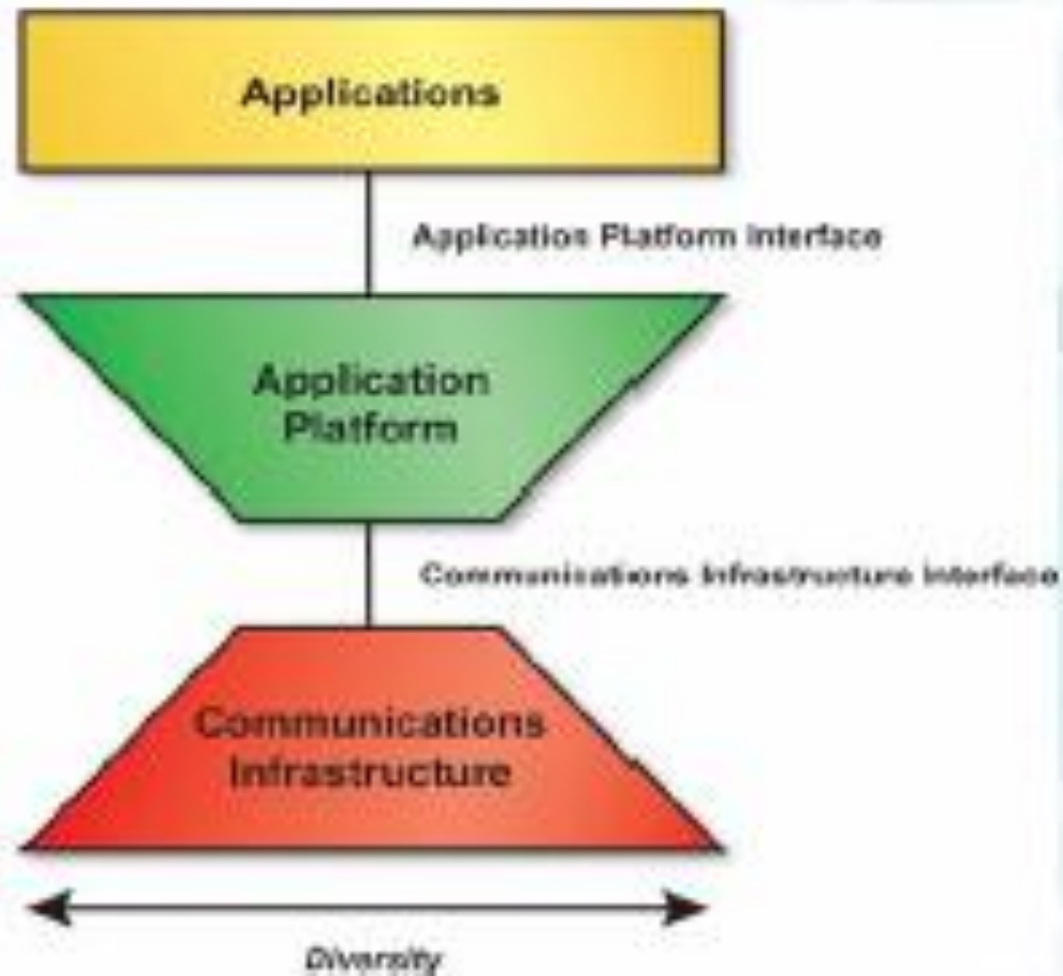 Applications
Application Platform Interface
Application
Platform
Communications Infrastructure Interface
Communications
Infrastructure
Diversity